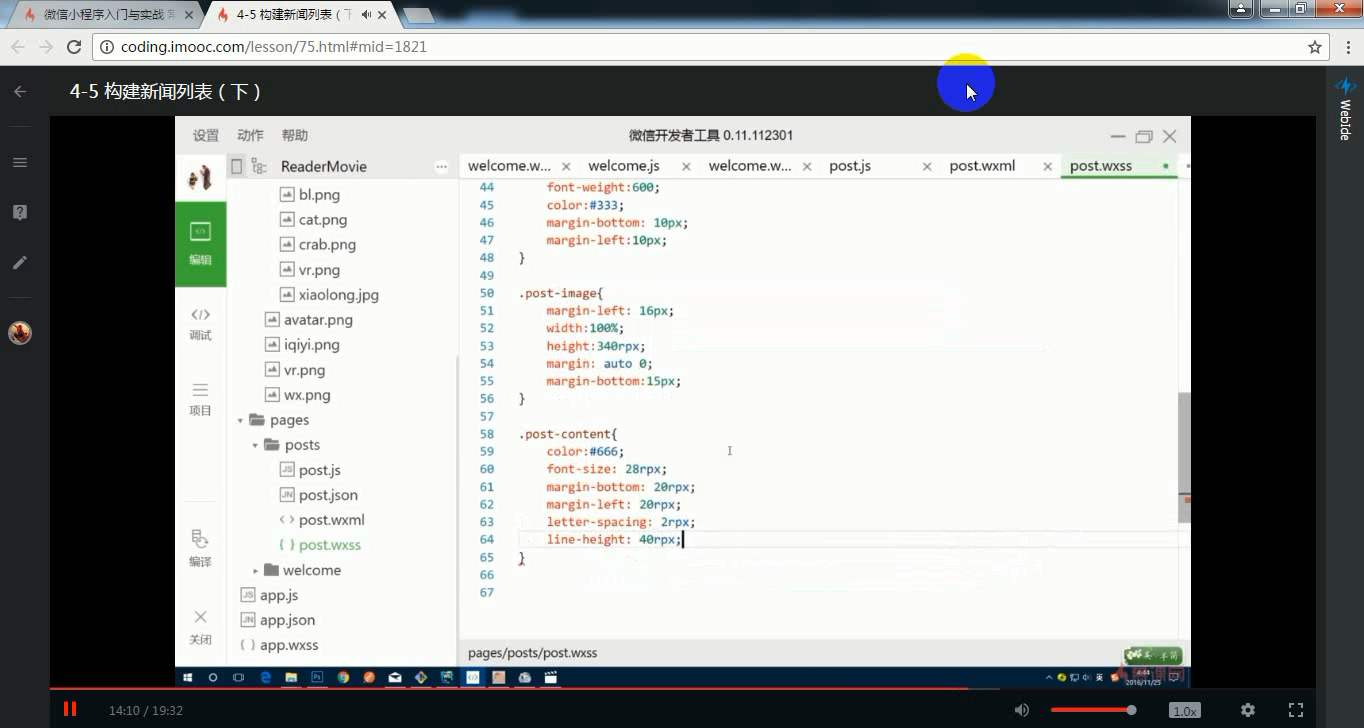 微信小程序入门与实战
4-5 构建新闻列表（下
coding.imooc.com/lesson/75.html#mid=1821
4-5 构建新闻列表（下）
WebIde
设置 动作 帮助
微信开发者工具 0.11.112301
ReaderMovie
welcome.w... welcome.js welcome.w... post.js post.wxml post.wxss
编辑
调试
项目
编译
关闭
bl.png
cat.png
crab.png
vr.png
xiaolong.jpg
avatar.png
iqiyi.png
vr.png
wx.png
pages
posts
post.js
post.json
post.wxml
post.wxss
welcome
app.js
app.json
app.wxss
44 font-weight:600;
45 color:#333;
46 margin-bottom: 10px;
47 margin-left:10px;
48 }
49
50 .post-image{
51 margin-left: 16px;
52 width:100%;
53 height:340rpx;
54 margin: auto 0;
55 margin-bottom:15px;
56 }
57
58 .post-content{
59 color:#666;
60 font-size: 28rpx;
61 margin-bottom: 20rpx;
62 margin-left: 20rpx;
63 letter-spacing: 2rpx;
64 line-height: 40rpx;
65 }
66
67
pages/posts/post.wxss
英
4:44
2016/11/25
14:10 / 19:32
1.0x